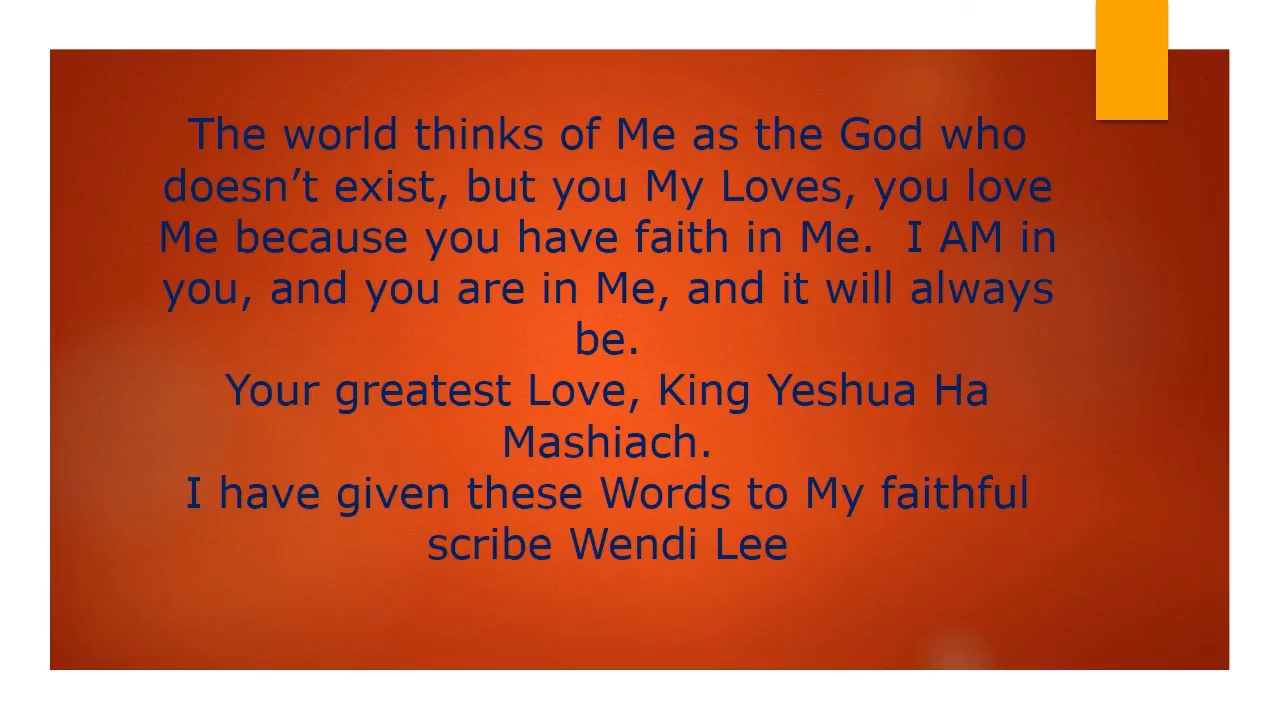 The world thinks of Me as the God who
doesn’t exist, but you My Loves, you love
Me because you have faith in Me.  I AM in
you, and you are in Me, and it will always
be.
Your greatest Love, King Yeshua Ha
Mashiach.
I have given these Words to My faithful
scribe Wendi Lee